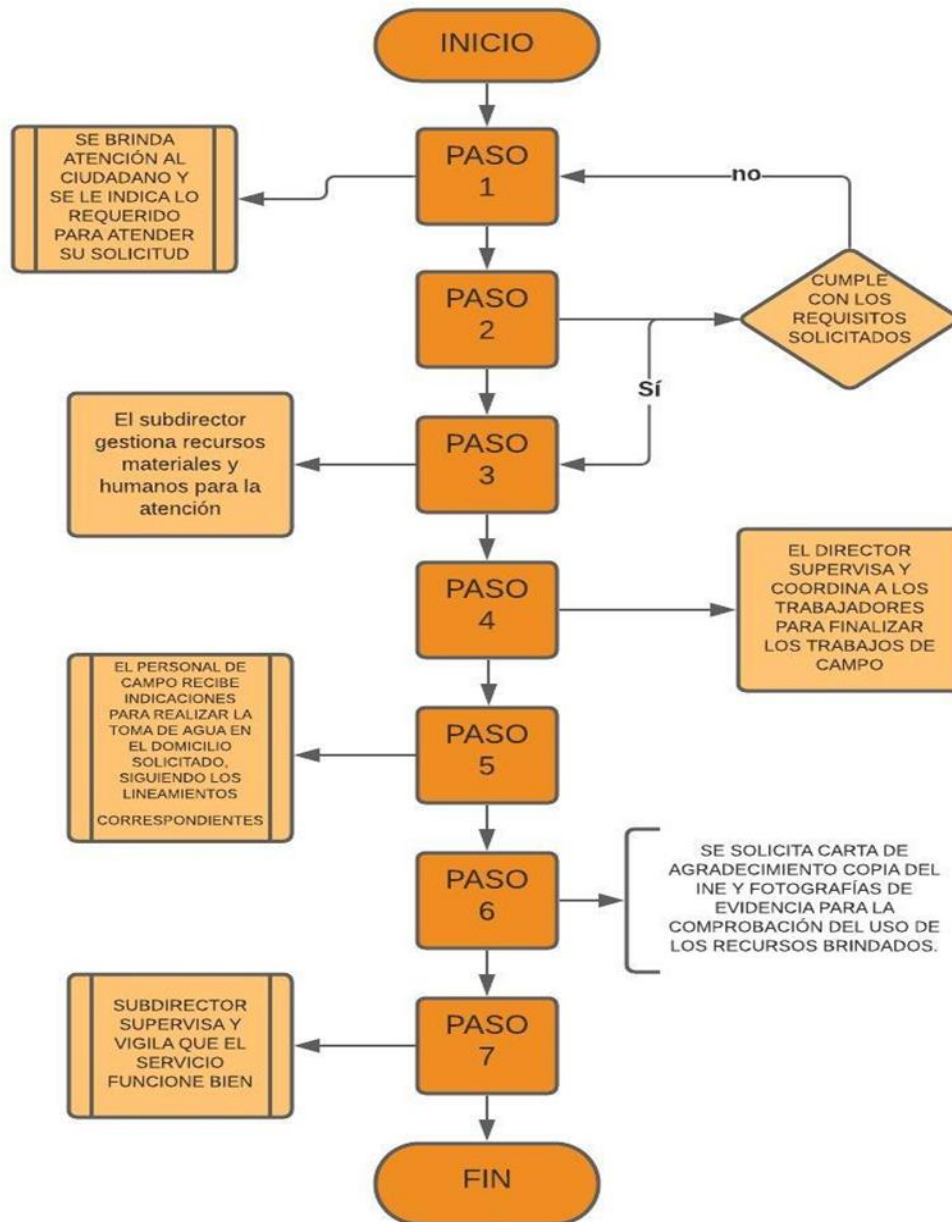 INICIO
SE BRINDA
ATENCIÓN AL
CIUDADANO Y
SE LE INDICA LO
REQUERIDO
PARA ATENDER
SU SOLICITUD
PASO
1
no
PASO
2
CUMPLE
CON LOS
REQUISITOS
SOLICITADOS
Sí
El subdirector
gestiona recursos
materiales y
humanos para la
atención
PASO
3
PASO
4
EL DIRECTOR
SUPERVISA Y
COORDINA A LOS
TRABAJADORES
PARA FINALIZAR
LOS TRABAJOS DE
CAMPO
EL PERSONAL DE
CAMPO RECIBE
INDICACIONES
PARA REALIZAR LA
TOMA DE AGUA EN
EL DOMICILIO
SOLICITADO,
SIGUIENDO LOS
LINEAMIENTOS
CORRESPONDIENTES
PASO
5
PASO
6
SE SOLICITA CARTA DE
AGRADECIMIENTO COPIA DEL
INE Y FOTOGRAFÍAS DE
EVIDENCIA PARA LA
COMPROBACIÓN DEL USO DE
LOS RECURSOS BRINDADOS.
SUBDIRECTOR
SUPERVISA Y
VIGILA QUE EL
SERVICIO
FUNCIONE BIEN
PASO
7
FIN